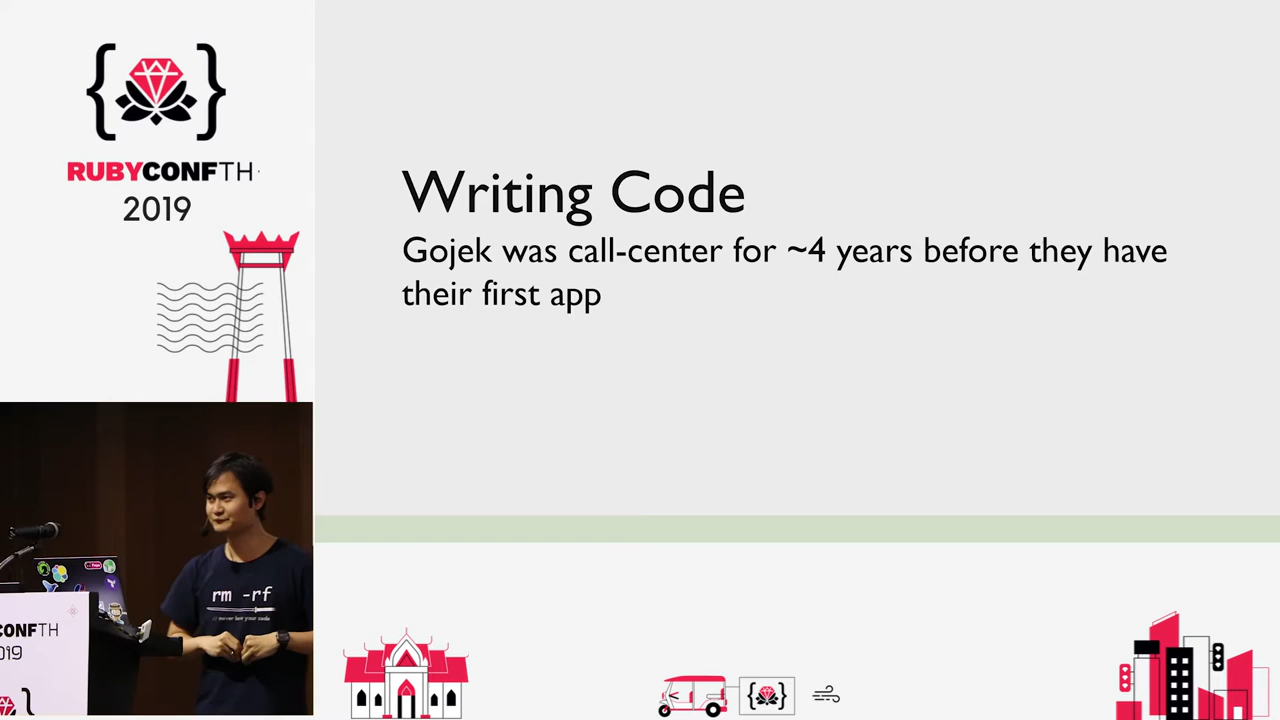 RUBYCONFTH
2019
Writing Code
Gojek was call-center for ~4 years before they have
their first app
rm -rf
CONFTH
019